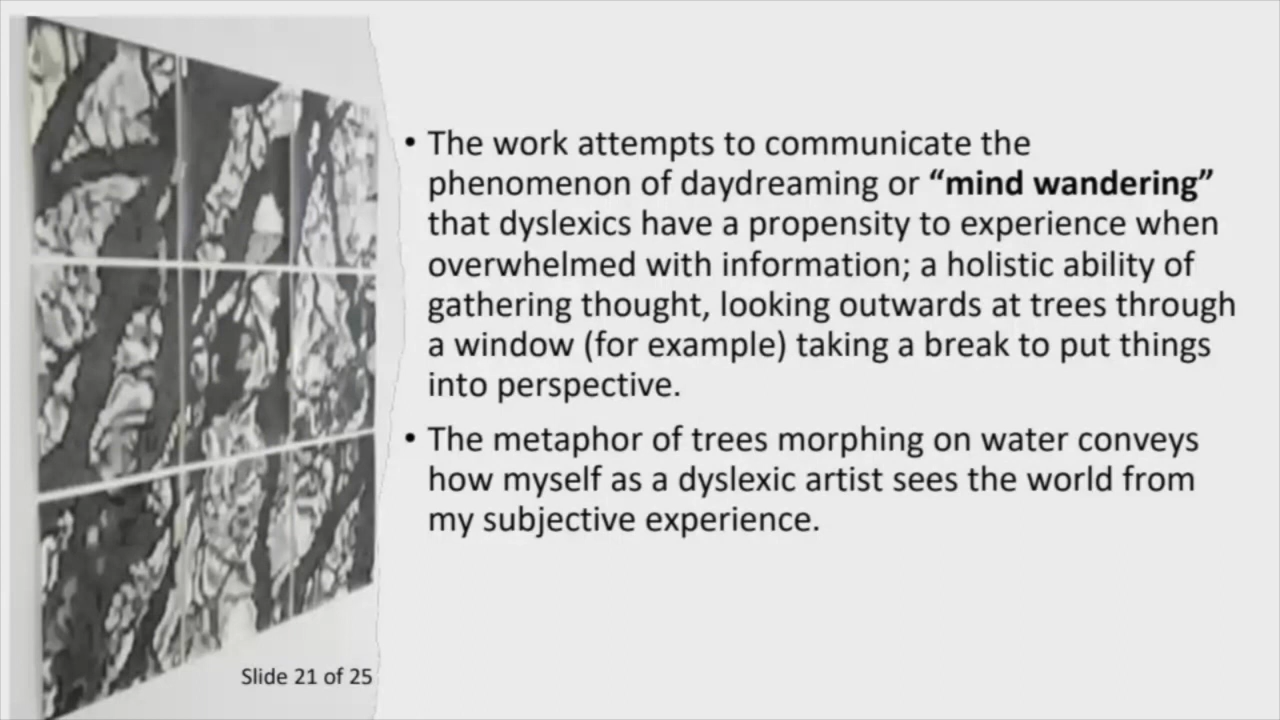 • The work attempts to communicate the
phenomenon of daydreaming or “mind wandering”
that dyslexics have a propensity to experience when
overwhelmed with information; a holistic ability of
gathering thought, looking outwards at trees through
a window (for example) taking a break to put things
into perspective.
• The metaphor of trees morphing on water conveys
how myself as a dyslexic artist sees the world from
my subjective experience.
Slide 21 of 25